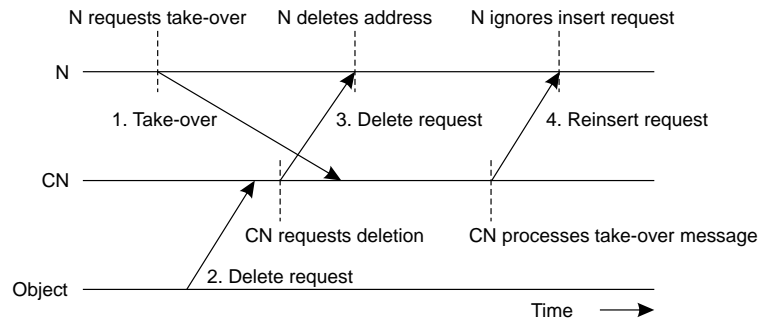 N requests take-over
N deletes address
N ignores insert request
N
1. Take-over
3. Delete request
4. Reinsert request
CN
CN requests deletion
CN processes take-over message
2. Delete request
Object
Time